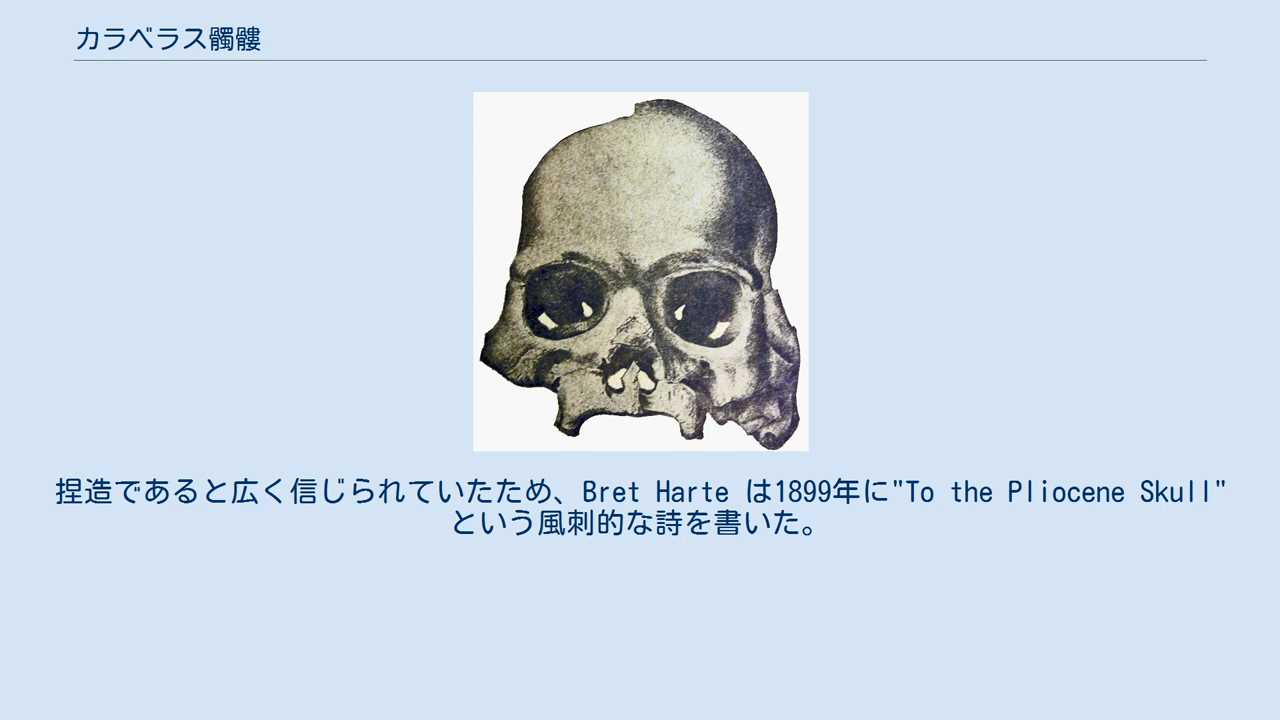 カラベラス髑髏
捏造であると広く信じられていたため、Bret Harte は1899年に"To the Pliocene Skull"
という風刺的な詩を書いた。